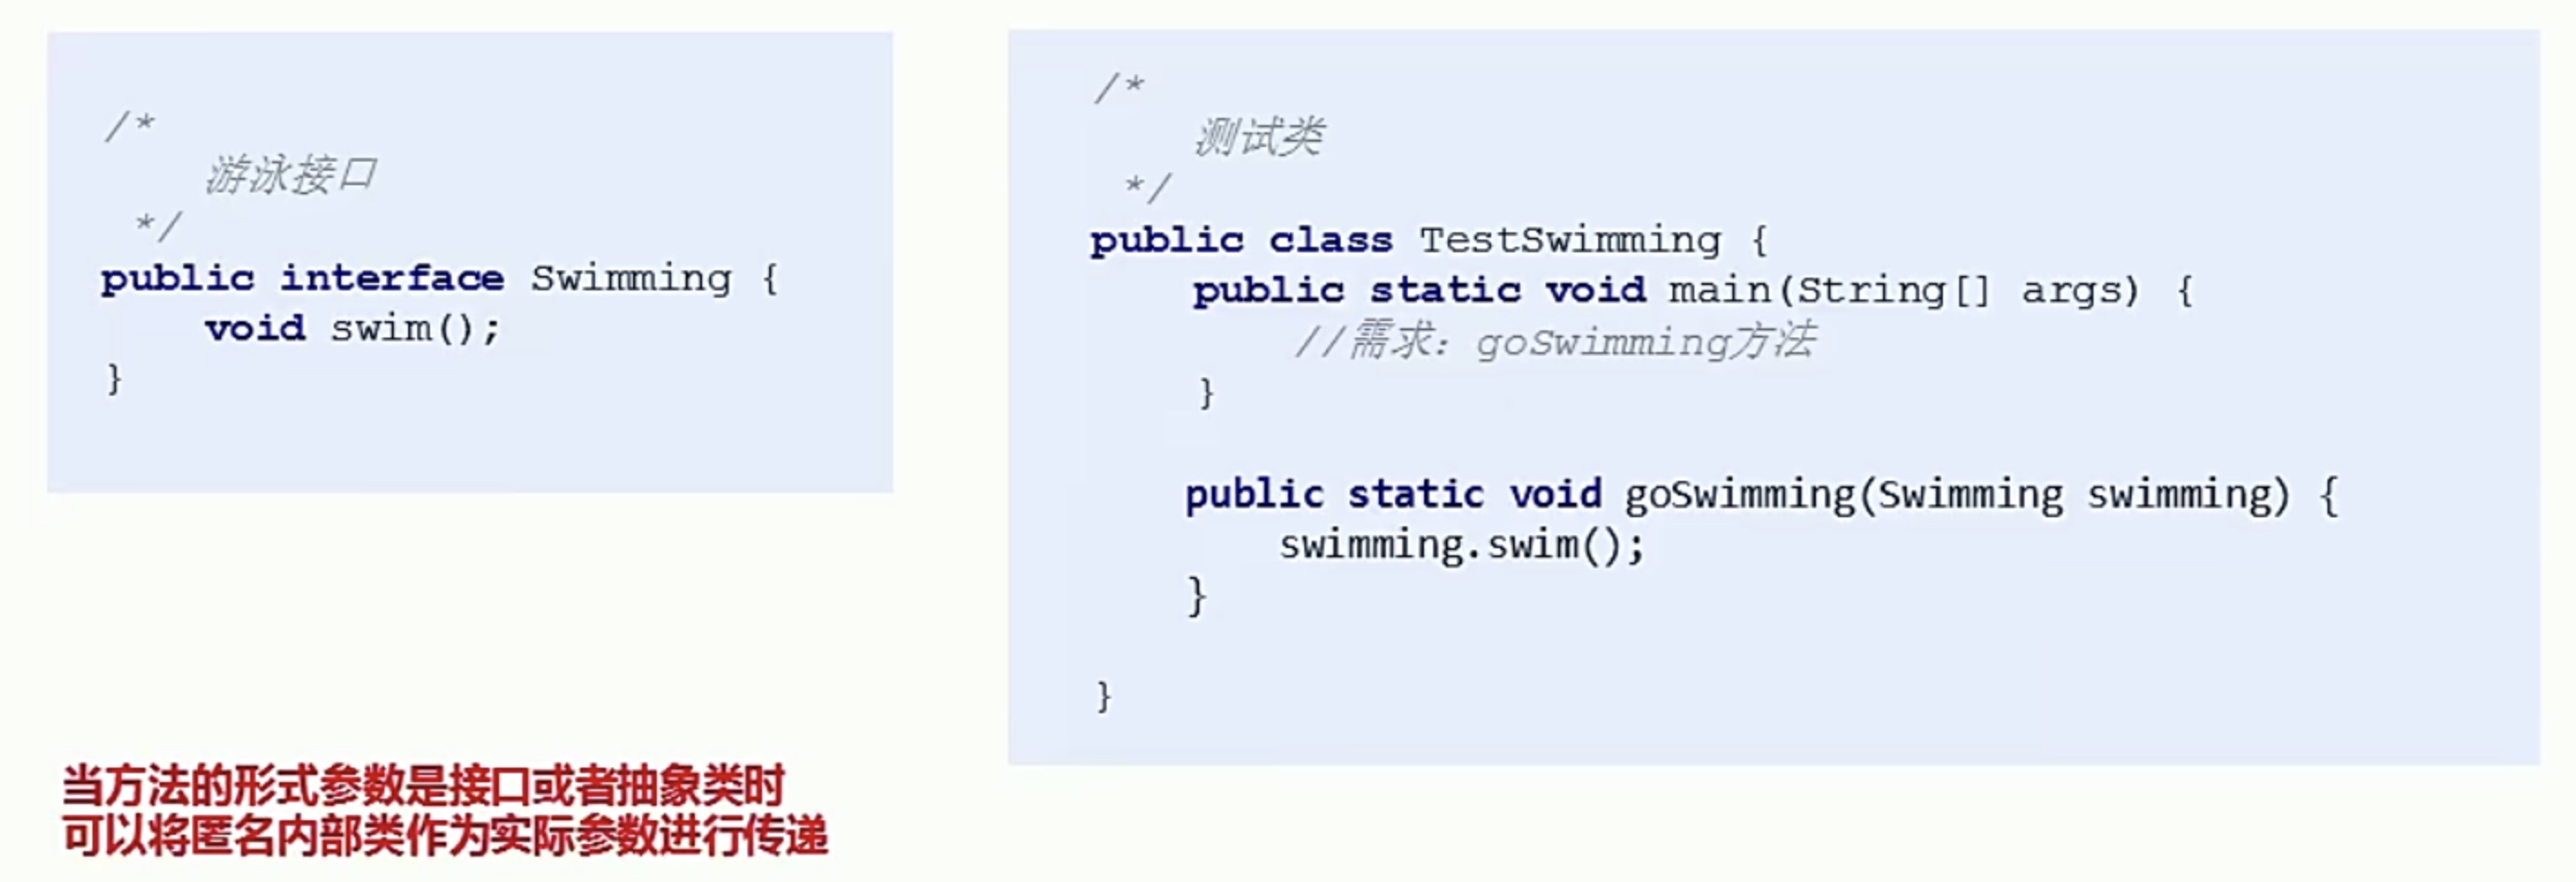 /*
游泳接口
*/
public interface Swimming {
void swim();
}
当方法的形式参数是接口或者抽象类时
可以将匿名内部类作为实际参数进行传递
/*
测试类
*/
public class TestSwimming {
public static void main(String[] args) {
//需求：goSwimming方法
}
public static void goSwimming(Swimming swimming) {
swimming.swim();
}
}